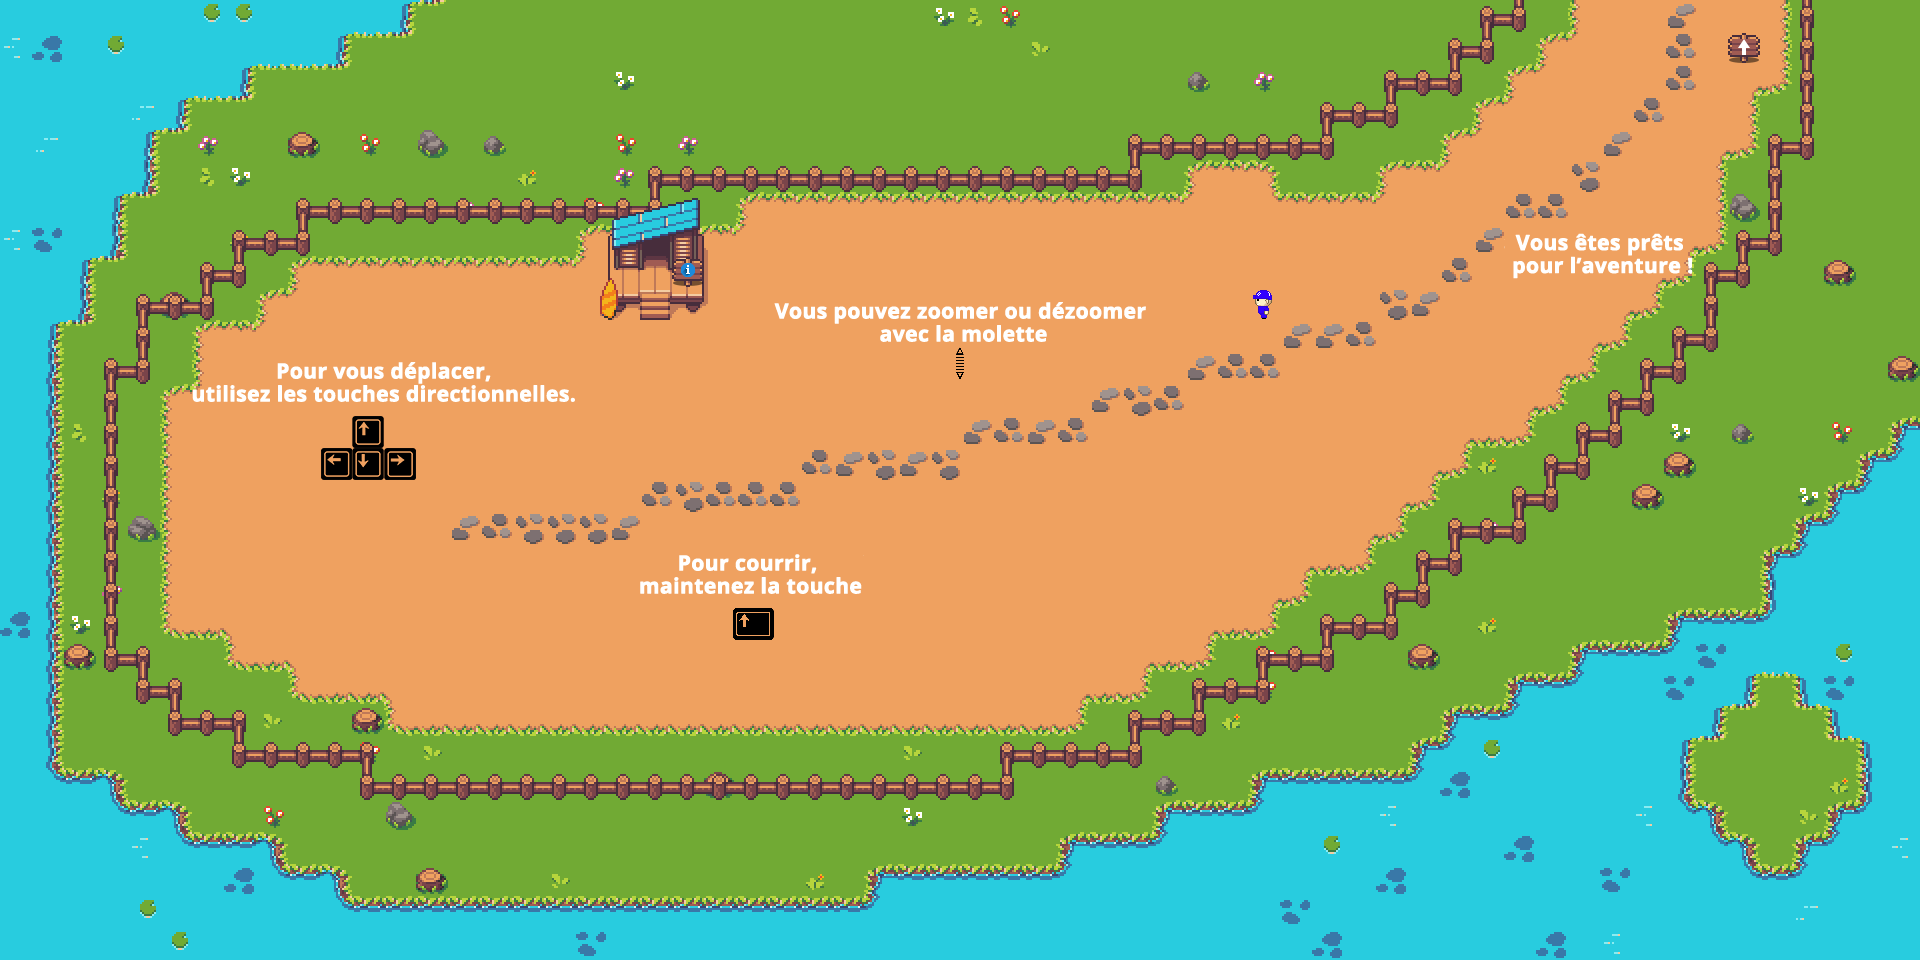 Vous êtes prêts
pour l'aventure !
Vous pouvez zoomer ou dézoomer
avec la molette
Pour vous déplacer,
utilisez les touches directionnelles.
Pour courrir,
maintenez la touche